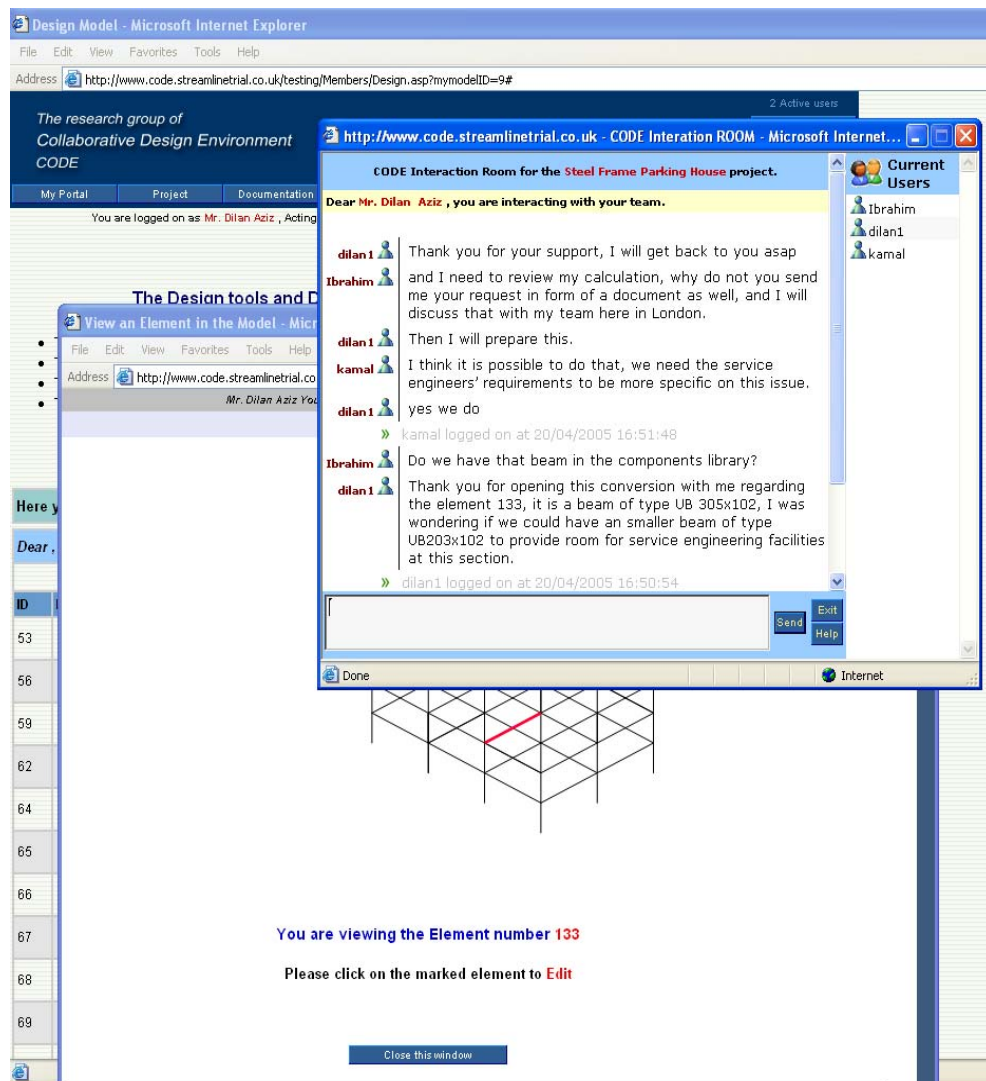 Design Model - Microsoft Internet Explorer
File Edit View Favorites Tools Help
Address http://www.code.streamlinetrial.co.uk/testing/Members/Design.asp?mymodelID=9#
2 Active users
The research group of
Collaborative Design Environment
CODE
My Portal Project Documentation
You are logged on as Mr. Dilan Aziz , Acting
The Design tools and D
http://www.code.streamlinetrial.co.uk - CODE Interation ROOM - Microsoft Internet...
CODE Interaction Room for the Steel Frame Parking House project.
Dear Mr. Dilan Aziz , you are interacting with your team.
dilan1 Thank you for your support, I will get back to you asap
Ibrahim and I need to review my calculation, why do not you send
me your request in form of a document as well, and I will
discuss that with my team here in London.
dilan1 Then I will prepare this.
kamal I think it is possible to do that, we need the service
engineers' requirements to be more specific on this issue.
dilan1 yes we do
» kamal logged on at 20/04/2005 16:51:48
Ibrahim Do we have that beam in the components library?
dilan1 Thank you for opening this conversion with me regarding
the element 133, it is a beam of type UB 305x102, I was
wondering if we could have an smaller beam of type
UB203x102 to provide room for service engineering facilities
at this section.
» dilan1 logged on at 20/04/2005 16:50:54
Current
Users
Ibrahim
dilan1
kamal
Send
Exit
Help
Done
Internet
View an Element in the Model - Micr
File Edit View Favorites Tools Help
Address http://www.code.streamlinetrial.co
Mr. Dilan Aziz You
Here y
Dear ,
ID
53
56
59
62
64
65
66
67
68
69
You are viewing the Element number 133
Please click on the marked element to Edit
Close this window